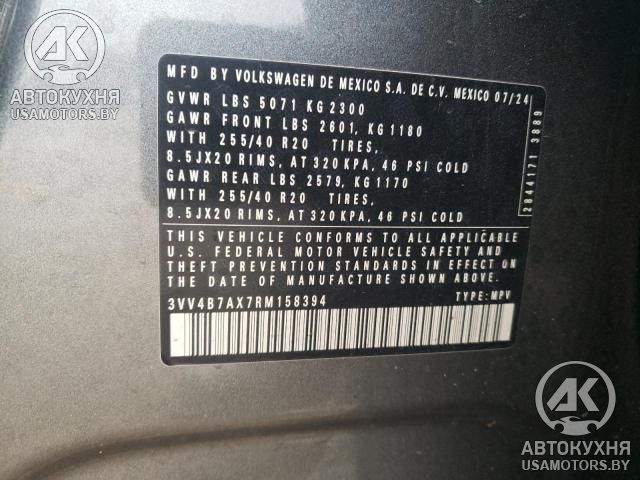 АК
АВТОКУХНЯ
USAMOTORS.BY
MFD BY VOLKSWAGEN DE MEXICO S.A. DE C.V. MEXICO 07/24
GVWR LBS 5071 KG 2300
GAWR FRONT LBS 2601, KG 1180
WITH 255/40 R20 TIRES,
8.5JX20 RIMS, AT 320 KPA, 46 PSI COLD
GAWR REAR LBS 2579, KG 1170
WITH 255/40 R20 TIRES,
8.5JX20 RIMS, AT 320 KPA, 46 PSI COLD
2844171 3889
THIS VEHICLE CONFORMS TO ALL APPLICABLE
U.S. FEDERAL MOTOR VEHICLE SAFETY AND
THEFT PREVENTION STANDARDS IN EFFECT ON
THE DATE OF MANUFACTURE SHOWN ABOVE.
3VV4B7AX7RM158394 TYPE: MPV
АК
АВТОКУХНЯ
USAMOTORS.BY